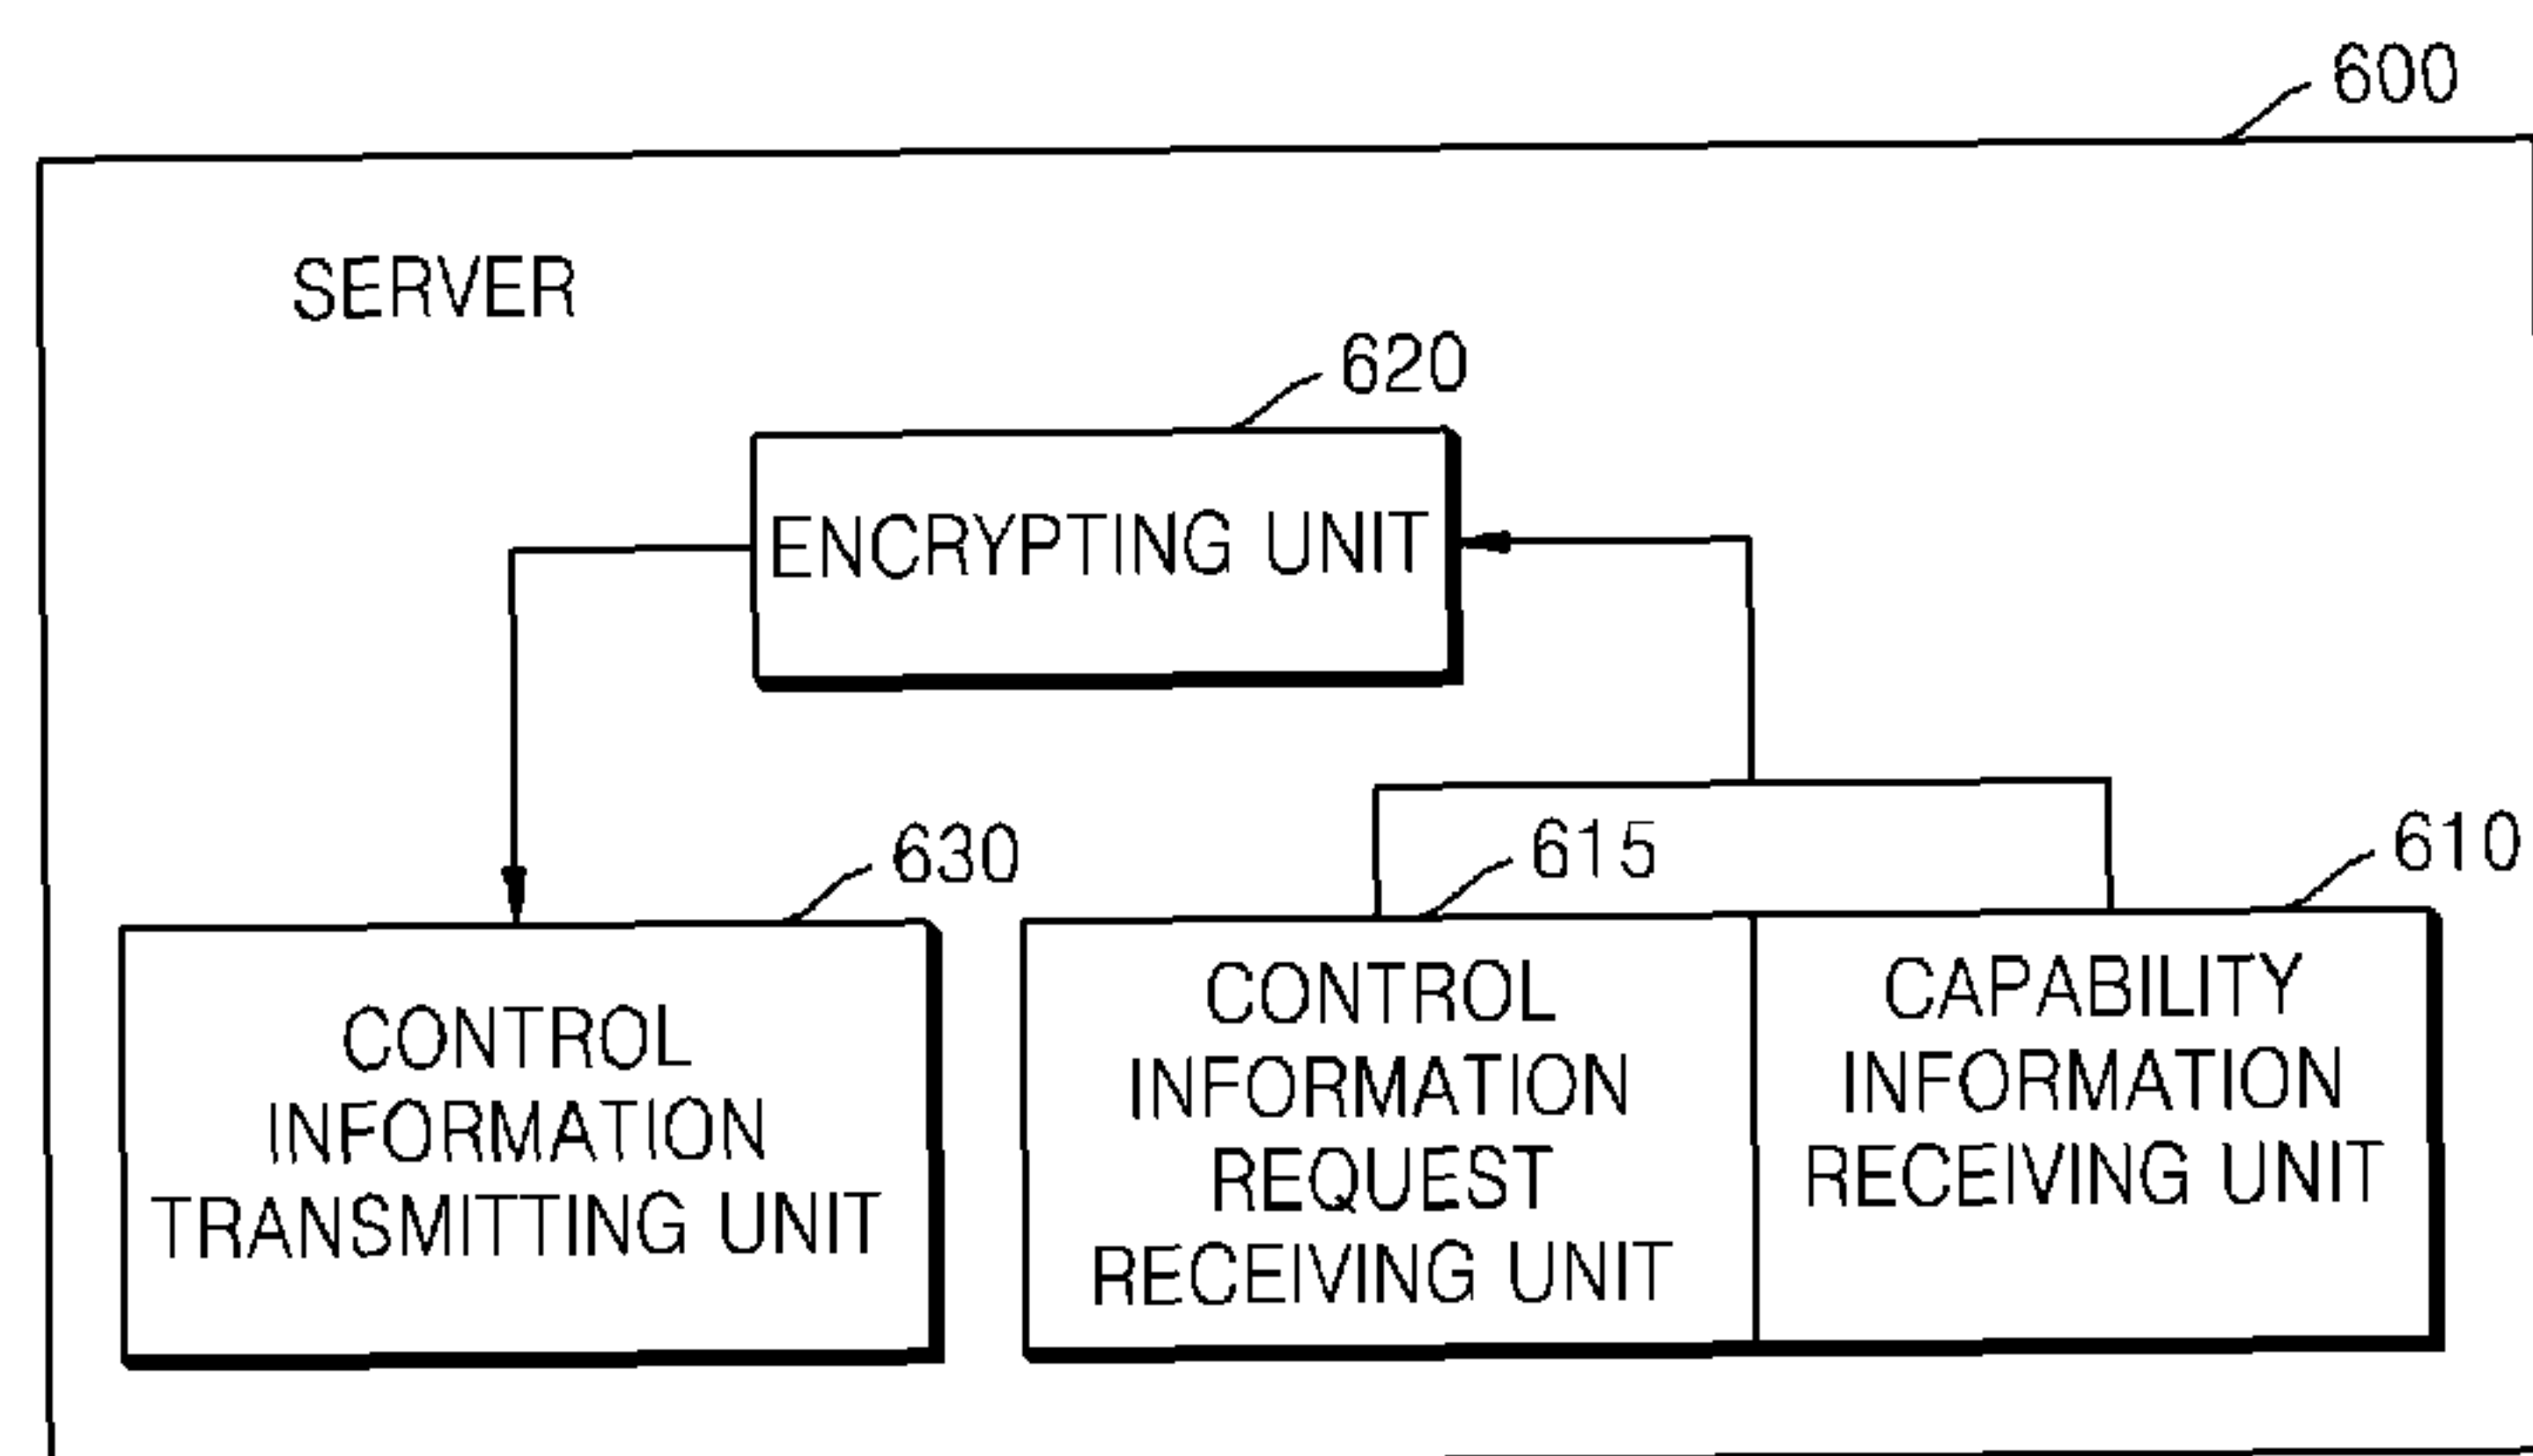 600
SERVER
620
ENCRYPTING UNIT
630
615
610
CONTROL
INFORMATION
TRANSMITTING UNIT
CONTROL
INFORMATION
REQUEST
RECEIVING UNIT
CAPABILITY
INFORMATION
RECEIVING UNIT